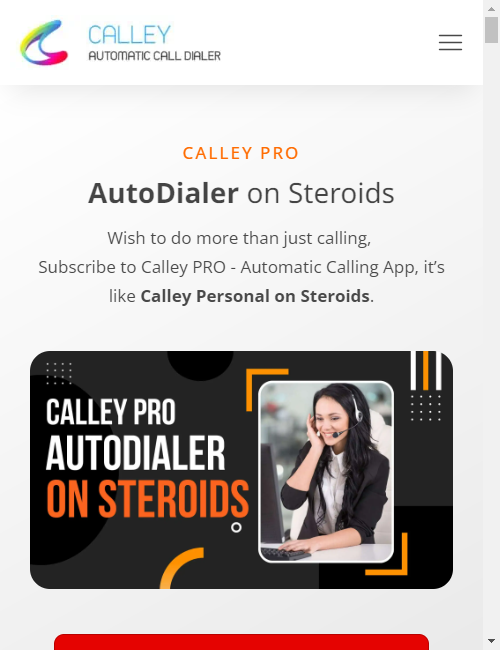 CALLEY
AUTOMATIC CALL DIALER
CALLEY PRO
AutoDialer on Steroids
Wish to do more than just calling,
Subscribe to Calley PRO - Automatic Calling App, it’s
like Calley Personal on Steroids.
CALLEY PRO
AUTODIALER
ON STEROIDS